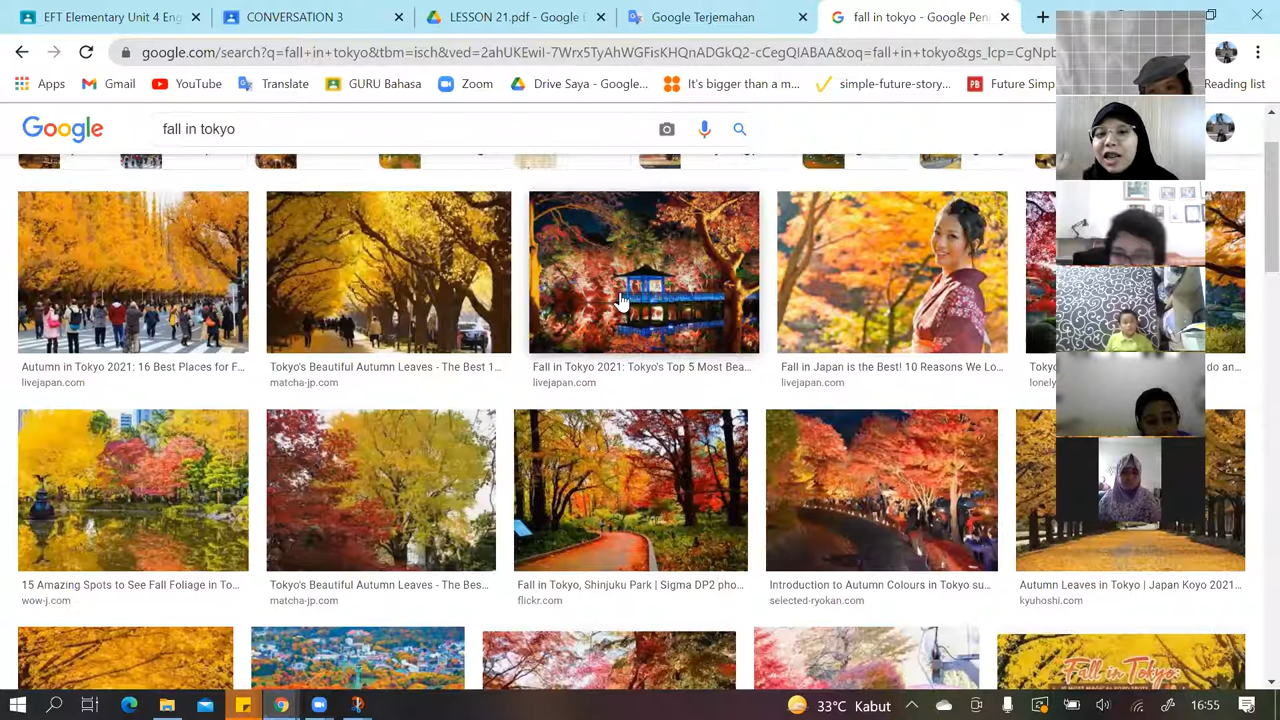 EFT Elementary Unit 4 Eng
CONVERSATION 3
LESSON 21.pdf - Google D
Google Terjemahan
fall in tokyo - Google Pen
google.com/search?q=fall+in+tokyo&tbm=isch&ved=2ahUKEwiI-7Wrx5TyAhWGFisKHQnADGkQ2-cCegQIABAA&oq=fall+in+tokyo&gs_lcp=CgNpb
Apps
Gmail
YouTube
Translate
GURU Bahasa
Zoom
Drive Saya - Google...
It's bigger than a m...
simple-future-story...
PB
Future Simp
Reading list
Google
fall in tokyo
Autumn in Tokyo 2021: 16 Best Places for F...
livejapan.com
Tokyo's Beautiful Autumn Leaves - The Best 1...
matcha-jp.com
Fall in Tokyo 2021: Tokyo's Top 5 Most Bea...
livejapan.com
Fall in Japan is the Best! 10 Reasons We Lo...
livejapan.com
do an...
15 Amazing Spots to See Fall Foliage in To...
wow-j.com
Tokyo's Beautiful Autumn Leaves - The Bes...
matcha-jp.com
Fall in Tokyo, Shinjuku Park | Sigma DP2 pho...
flickr.com
Introduction to Autumn Colours in Tokyo su...
selected-ryokan.com
Autumn Leaves in Tokyo | Japan Koyo 2021...
kyuhoshi.com
Fall in Tokyo:
33°C Kabut
16:55